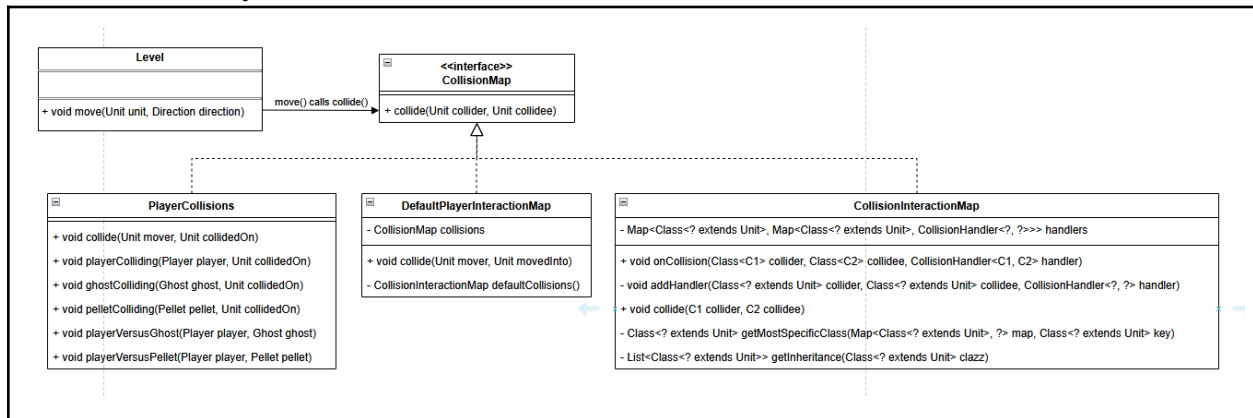 Level
+ void move(Unit unit, Direction direction)
move() calls collide()
<<interface>>
CollisionMap
+ collide(Unit collider, Unit collidee)
PlayerCollisions
+ void collide(Unit mover, Unit collidedOn)
+ void playerColliding(Player player, Unit collidedOn)
+ void ghostColliding(Ghost ghost, Unit collidedOn)
+ void pelletColliding(Pellet pellet, Unit collidedOn)
+ void playerVersusGhost(Player player, Ghost ghost)
+ void playerVersusPellet(Player player, Pellet pellet)
DefaultPlayerInteractionMap
- CollisionMap collisions
+ void collide(Unit mover, Unit movedInto)
- CollisionInteractionMap defaultCollisions()
CollisionInteractionMap
- Map<Class<? extends Unit>, Map<Class<? extends Unit>, CollisionHandler<?, ?>>> handlers
+ void onCollision(Class<C1> collider, Class<C2> collidee, CollisionHandler<C1, C2> handler)
- void addHandler(Class<? extends Unit> collider, Class<? extends Unit> collidee, CollisionHandler<?, ?> handler)
+ void collide(C1 collider, C2 collidee)
- Class<? extends Unit> getMostSpecificClass(Map<Class<? extends Unit>, ?> map, Class<? extends Unit> key)
- List<Class<? extends Unit>> getInheritance(Class<? extends Unit> clazz)